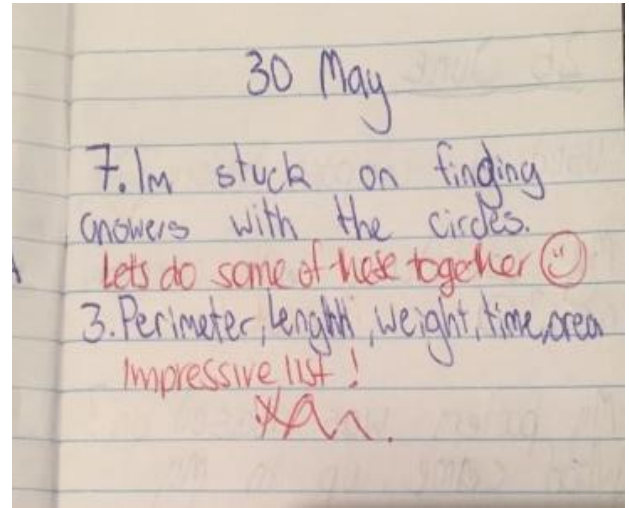 30 May
7. Im stuck on finding
answers with the circles.
Lets do some of these together
3. Perimeter, lenghth, weight, time, area
Impressive list !